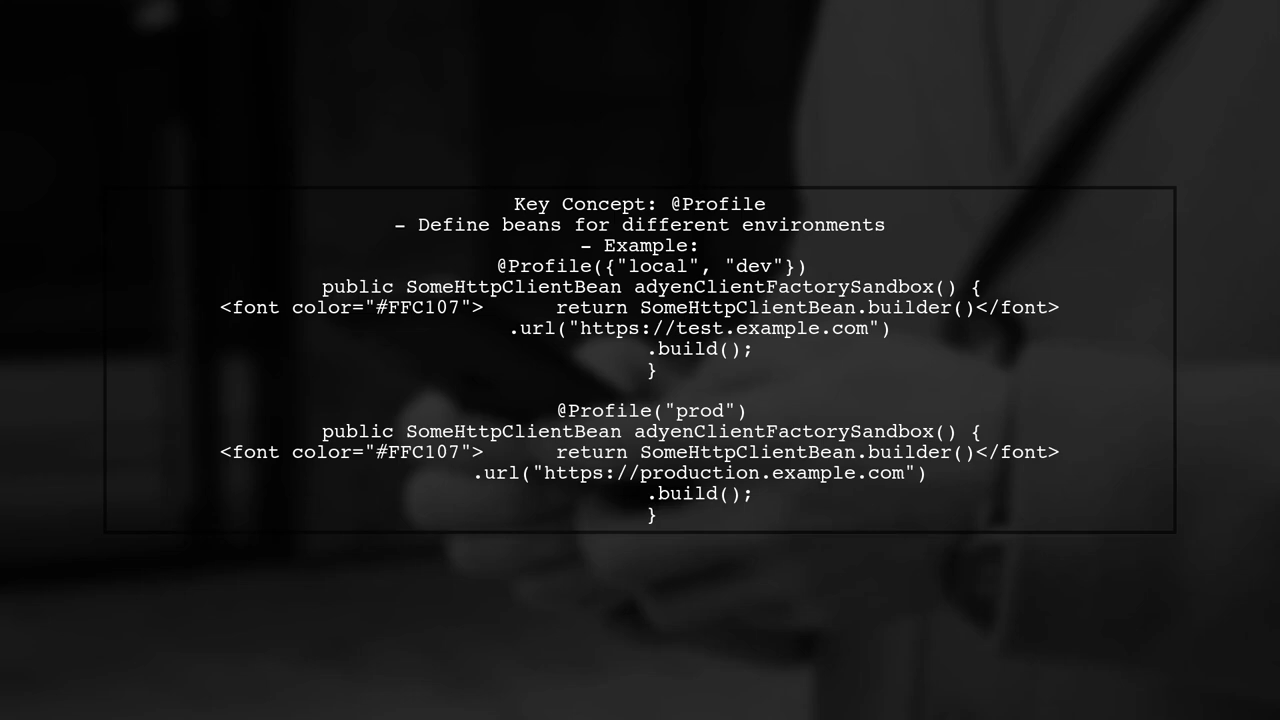 Key Concept: @Profile
- Define beans for different environments
- Example:
@Profile({"local", "dev"})
public SomeHttpClientBean adyenClientFactorySandbox() {
<font color="#FFC107">      return SomeHttpClientBean.builder()</font>
.url("https://test.example.com")
.build();
}
@Profile("prod")
public SomeHttpClientBean adyenClientFactorySandbox() {
<font color="#FFC107">      return SomeHttpClientBean.builder()</font>
.url("https://production.example.com")
.build();
}